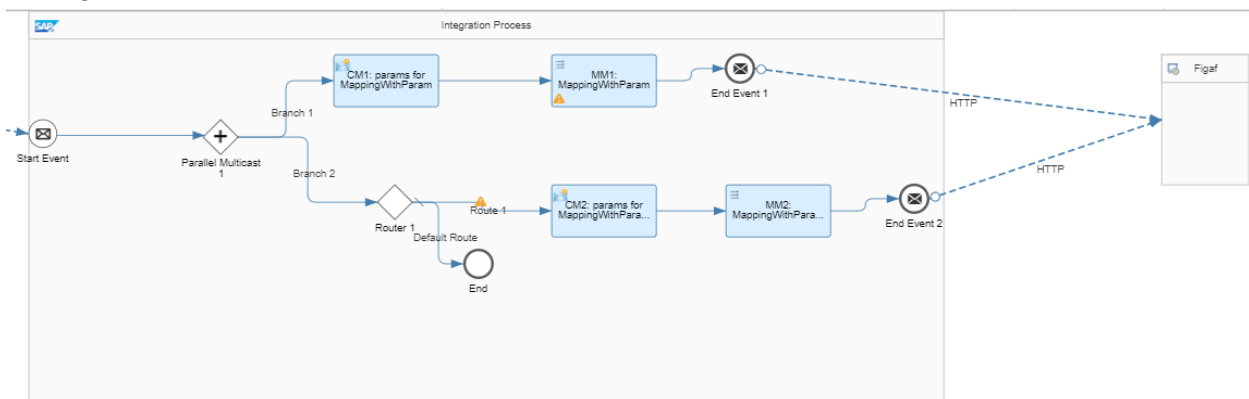 SAP
Integration Process
CM1: params for
MappingWithParam
MM1:
MappingWithParam
End Event 1
Figaf
HTTP
Branch 1
Start Event
Parallel Multicast
1
Branch 2
HTTP
Route 1
CM2: params for
MappingWithPara...
MM2:
MappingWithPara...
Router 1
Default Route
End Event 2
End